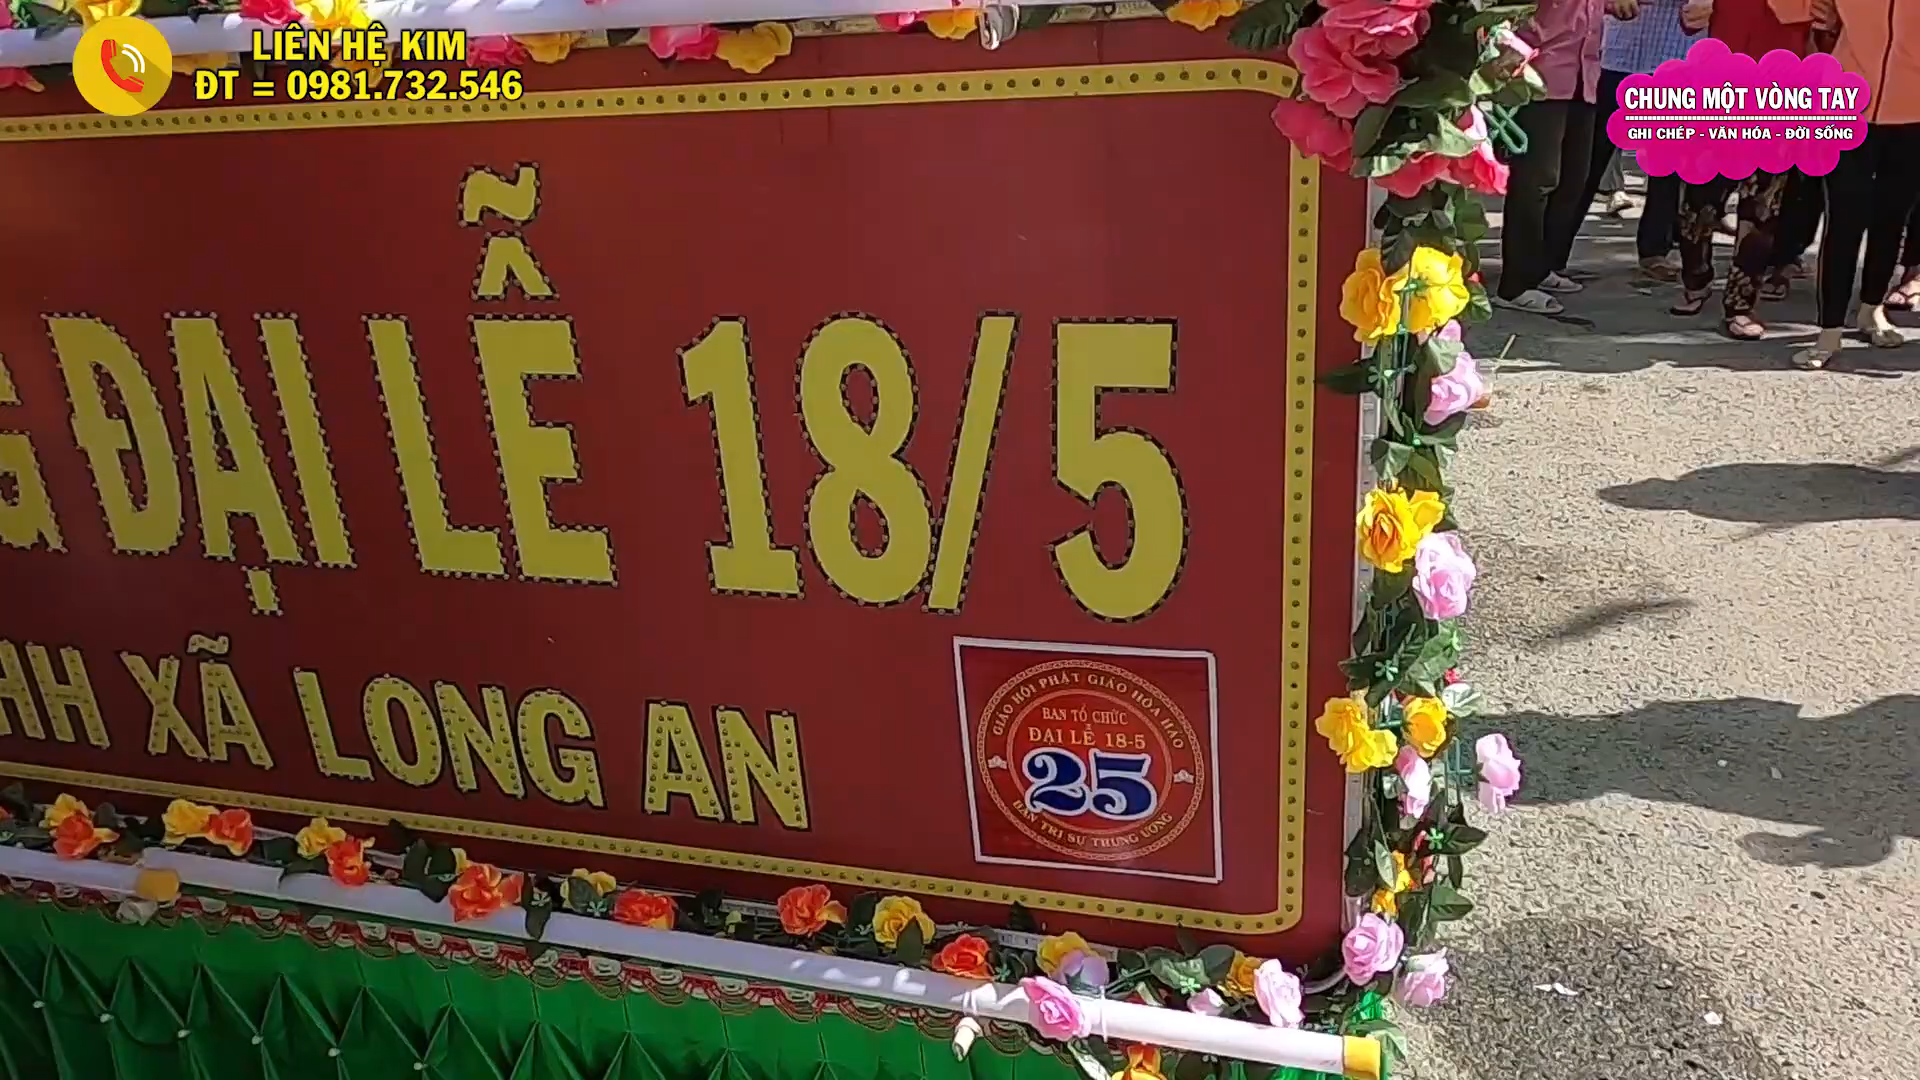 LIÊN HỆ KIM
ĐT = 0981.732.546
CHUNG MỘT VÒNG TAY
GHI CHÉP - VĂN HÓA - ĐỜI SỐNG
G ĐẠI LỄ 18/5
HH XÃ LONG AN
GIÁO HỘI PHẬT GIÁO HÒA HẢO
BAN TỔ CHỨC
ĐẠI LỄ 18-5
25
BAN TRỊ SỰ TRUNG ƯƠNG